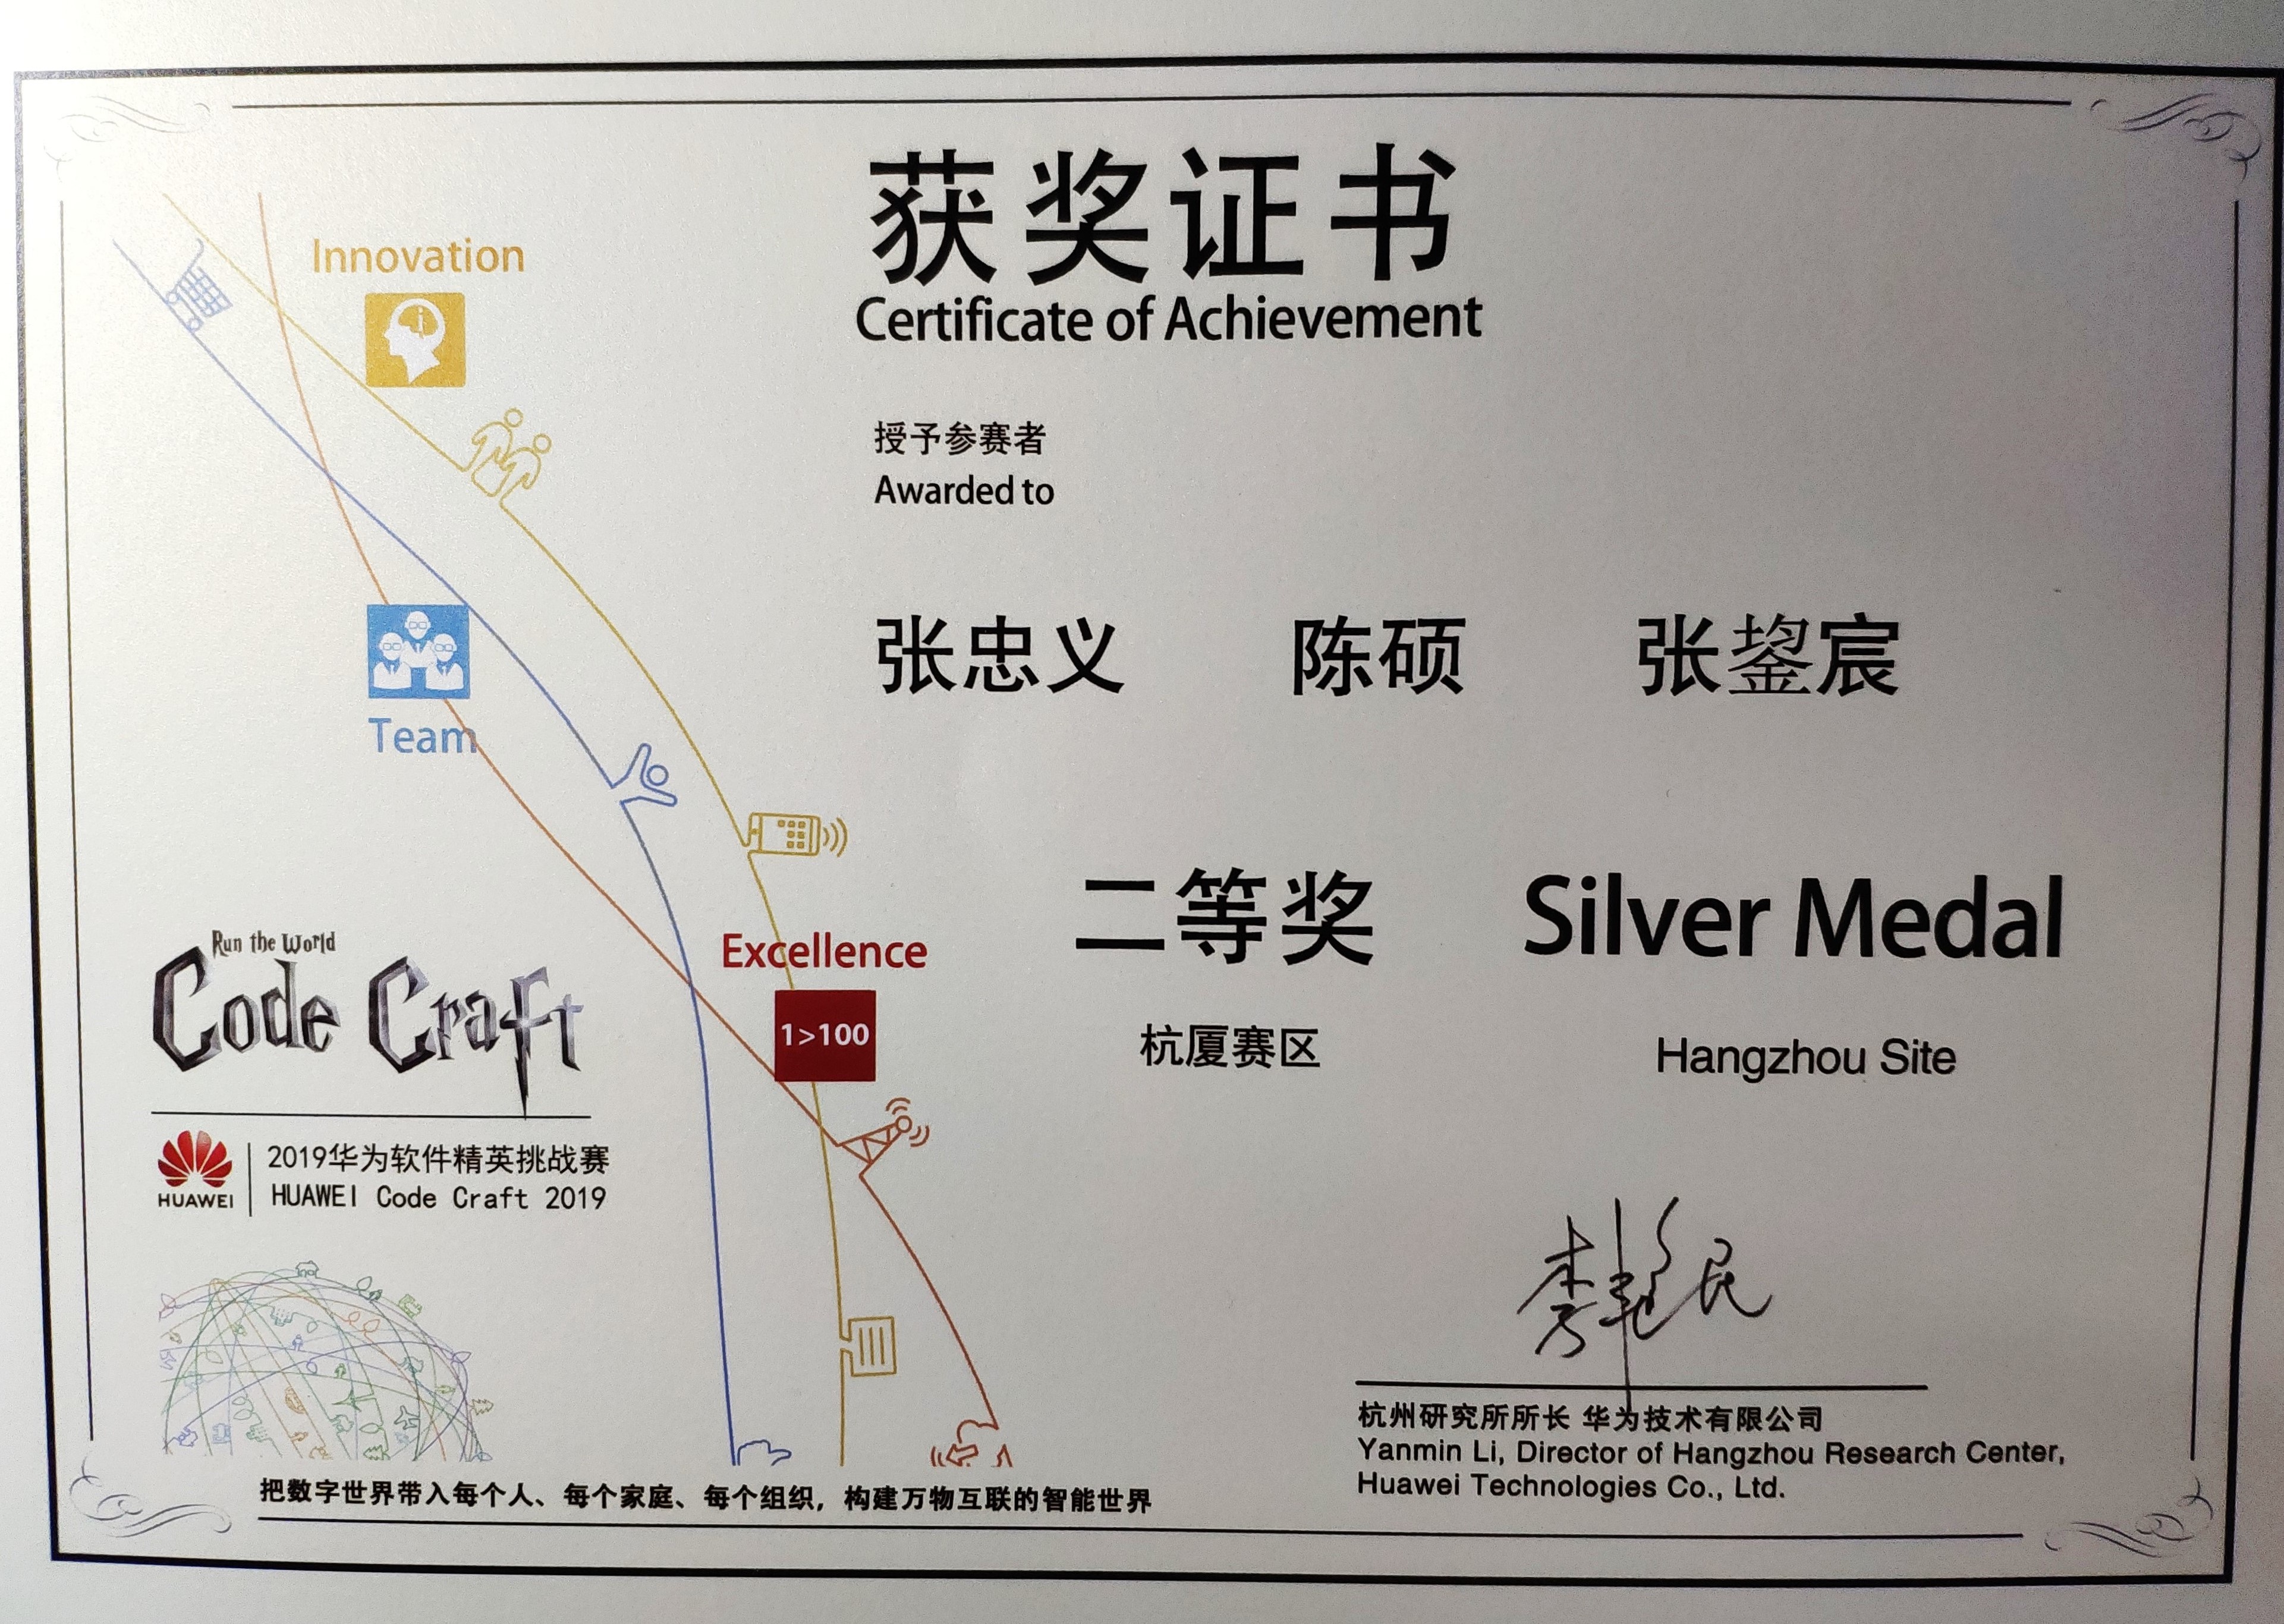 获奖证书
Certificate of Achievement
Innovation
授予参赛者
Awarded to
张忠义 陈硕 张鋆宸
Team
二等奖 Silver Medal
杭厦赛区 Hangzhou Site
Excellence
1>100
Run the World
Code Craft
HUAWEI
2019华为软件精英挑战赛
HUAWEI Code Craft 2019
杭州研究所所长 华为技术有限公司
Yanmin Li, Director of Hangzhou Research Center,
Huawei Technologies Co., Ltd.
把数字世界带入每个人、每个家庭、每个组织，构建万物互联的智能世界